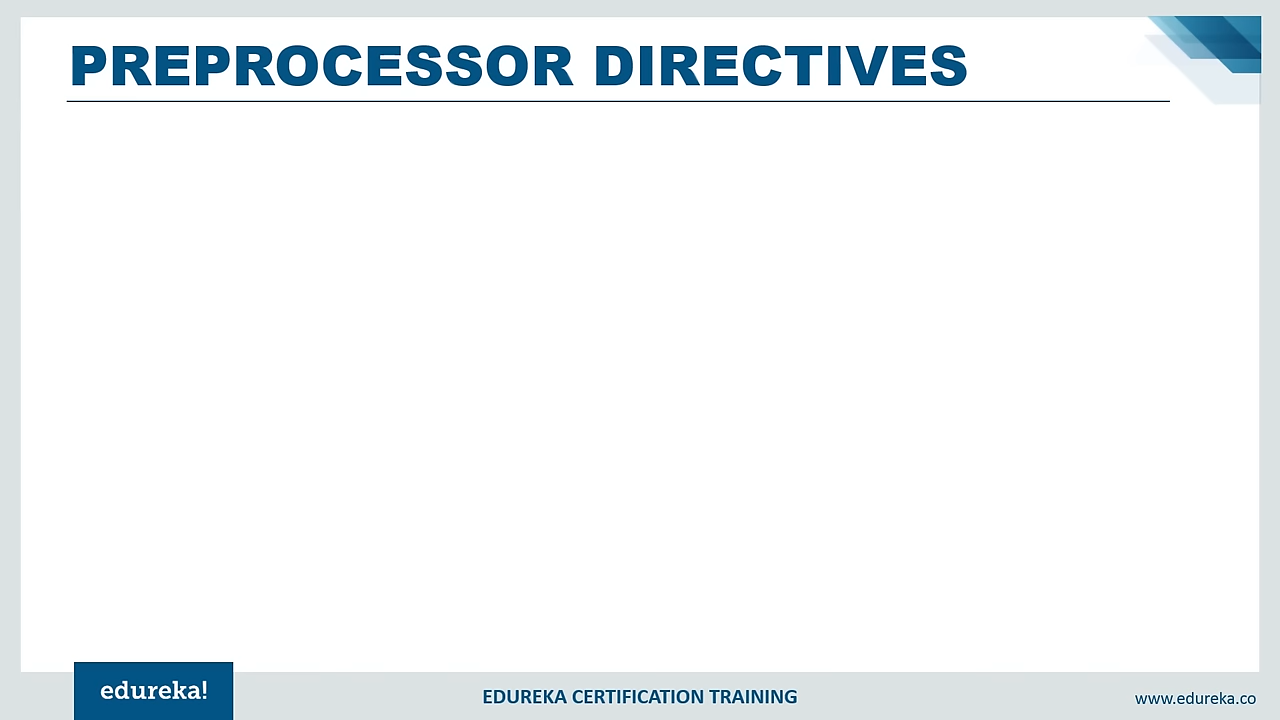 PREPROCESSOR DIRECTIVES
edureka!
EDUREKA CERTIFICATION TRAINING
www.edureka.co